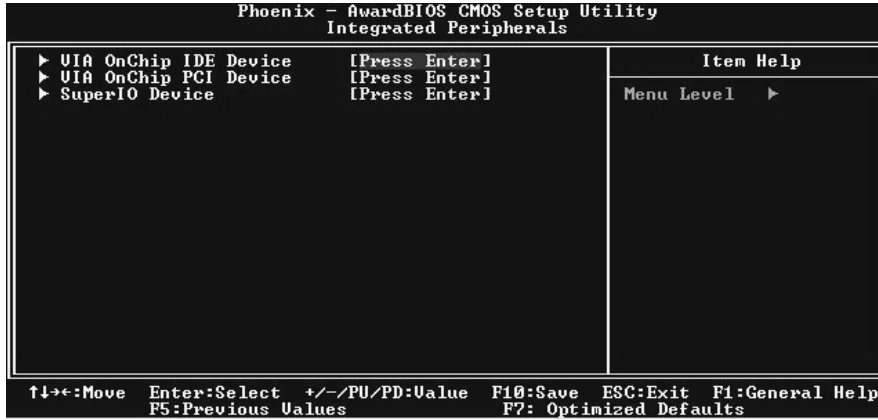 Phoenix - AwardBIOS CMOS Setup Utility
Integrated Peripherals
▶ VIA OnChip IDE Device [Press Enter]
▶ VIA OnChip PCI Device [Press Enter]
▶ SuperIO Device [Press Enter]
Item Help
Menu Level ▶
↑↓→←:Move Enter:Select +/-/PU/PD:Value F10:Save ESC:Exit F1:General Help
F5:Previous Values F7: Optimized Defaults